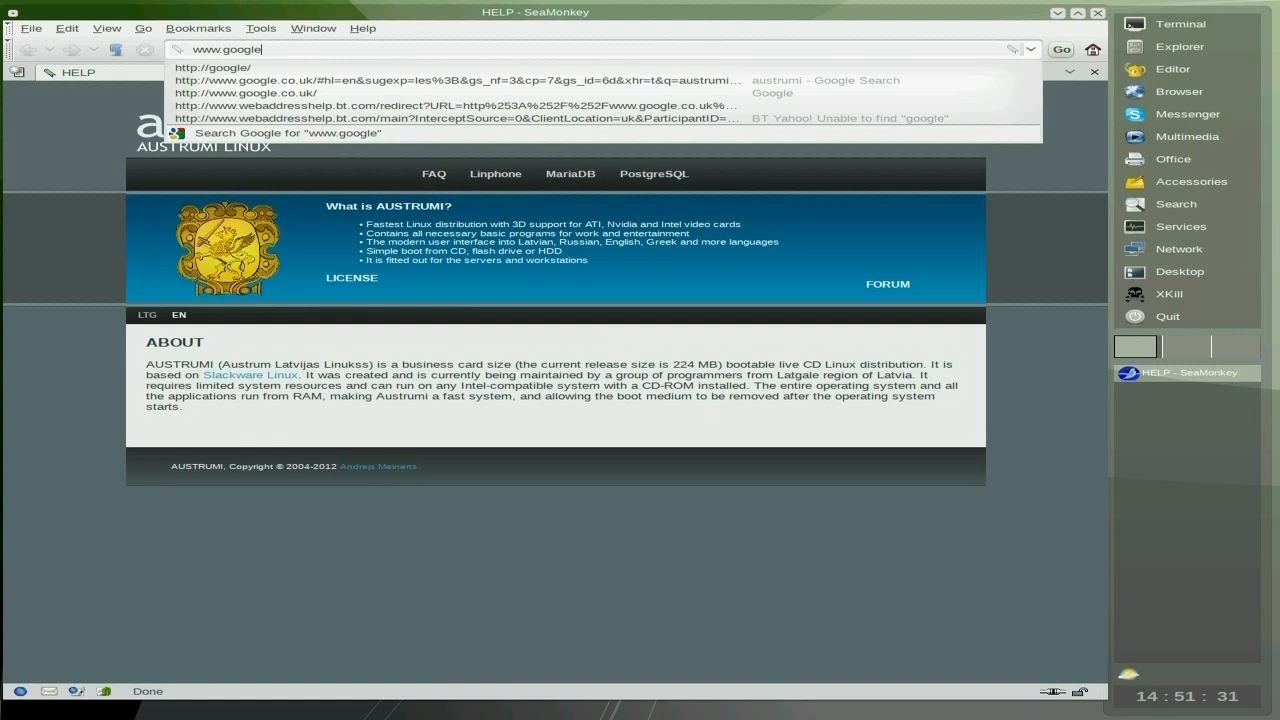 HELP - SeaMonkey
File Edit View Go Bookmarks Tools Window Help
www.google
Go
HELP
http://google/
http://www.google.co.uk/#hl=en&sugexp=les%3B&gs_nf=3&cp=7&gs_id=6d&xhr=t&q=austrumi... austrumi - Google Search
http://www.google.co.uk/ Google
http://www.webaddresshelp.bt.com/redirect?URL=http%253A%252F%252Fwww.google.co.uk%...
http://www.webaddresshelp.bt.com/main?InterceptSource=0&ClientLocation=uk&ParticipantID=... BT Yahoo! Unable to find "google"
Search Google for "www.google"
a
AUSTRUMI LINUX
FAQ Linphone MariaDB PostgreSQL
What is AUSTRUMI?
• Fastest Linux distribution with 3D support for ATI, Nvidia and Intel video cards
• Contains all necessary basic programs for work and entertainment
• The modern user interface into Latvian, Russian, English, Greek and more languages
• Simple boot from CD, flash drive or HDD
• It is fitted out for the servers and workstations
LICENSE
FORUM
LTG EN
ABOUT
AUSTRUMI (Austrum Latvijas Linukss) is a business card size (the current release size is 224 MB) bootable live CD Linux distribution. It is
based on Slackware Linux. It was created and is currently being maintained by a group of programmers from Latgale region of Latvia. It
requires limited system resources and can run on any Intel-compatible system with a CD-ROM installed. The entire operating system and all
the applications run from RAM, making Austrumi a fast system, and allowing the boot medium to be removed after the operating system
starts.
AUSTRUMI, Copyright © 2004-2012 Andrejs Meinerts
Done
Terminal
Explorer
Editor
Browser
Messenger
Multimedia
Office
Accessories
Search
Services
Network
Desktop
XKill
Quit
HELP - SeaMonkey
14 : 51 : 31